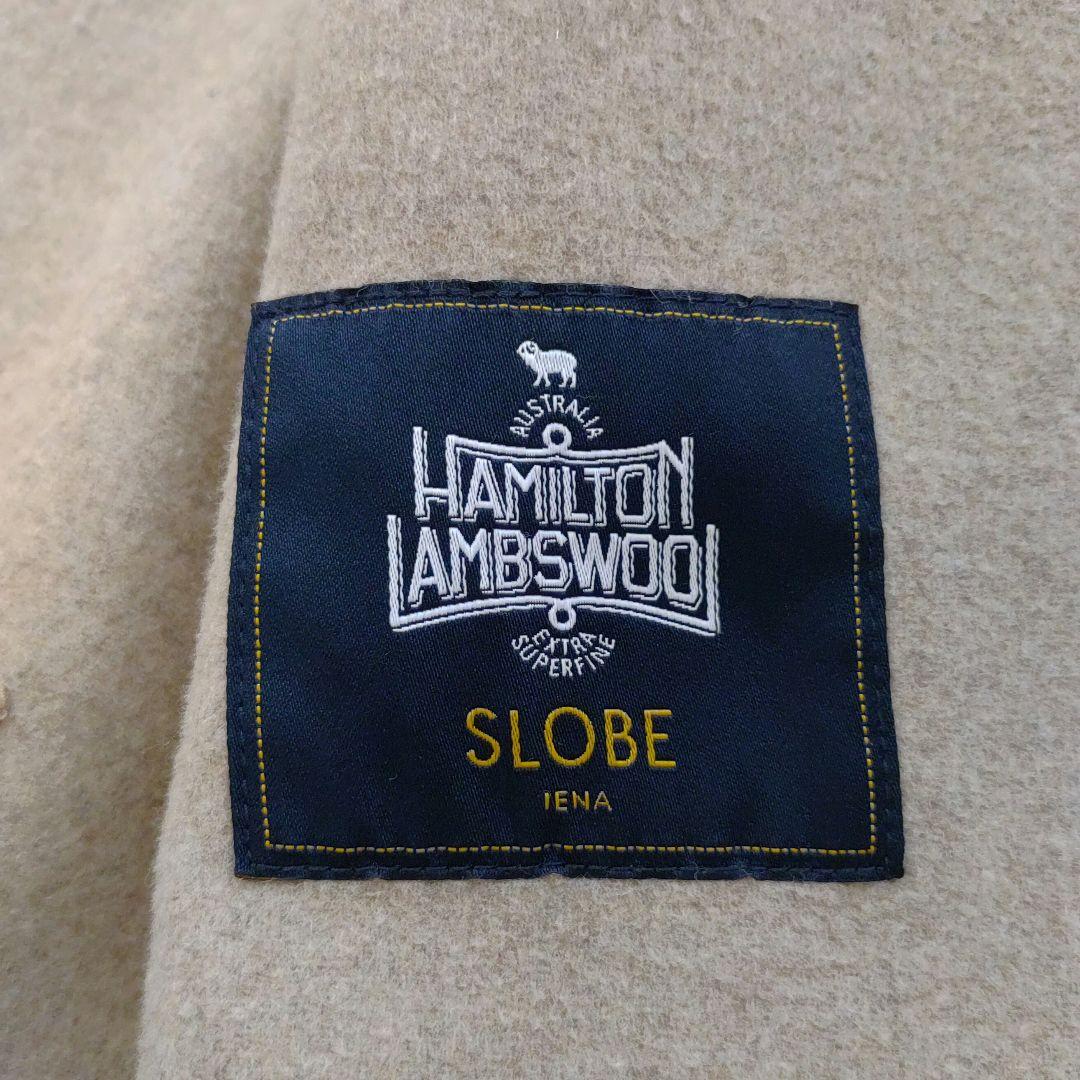 AUSTRALIA
HAMILTON
LAMBSWOOL
EXTRA
SUPERFINE
SLOBE
IENA